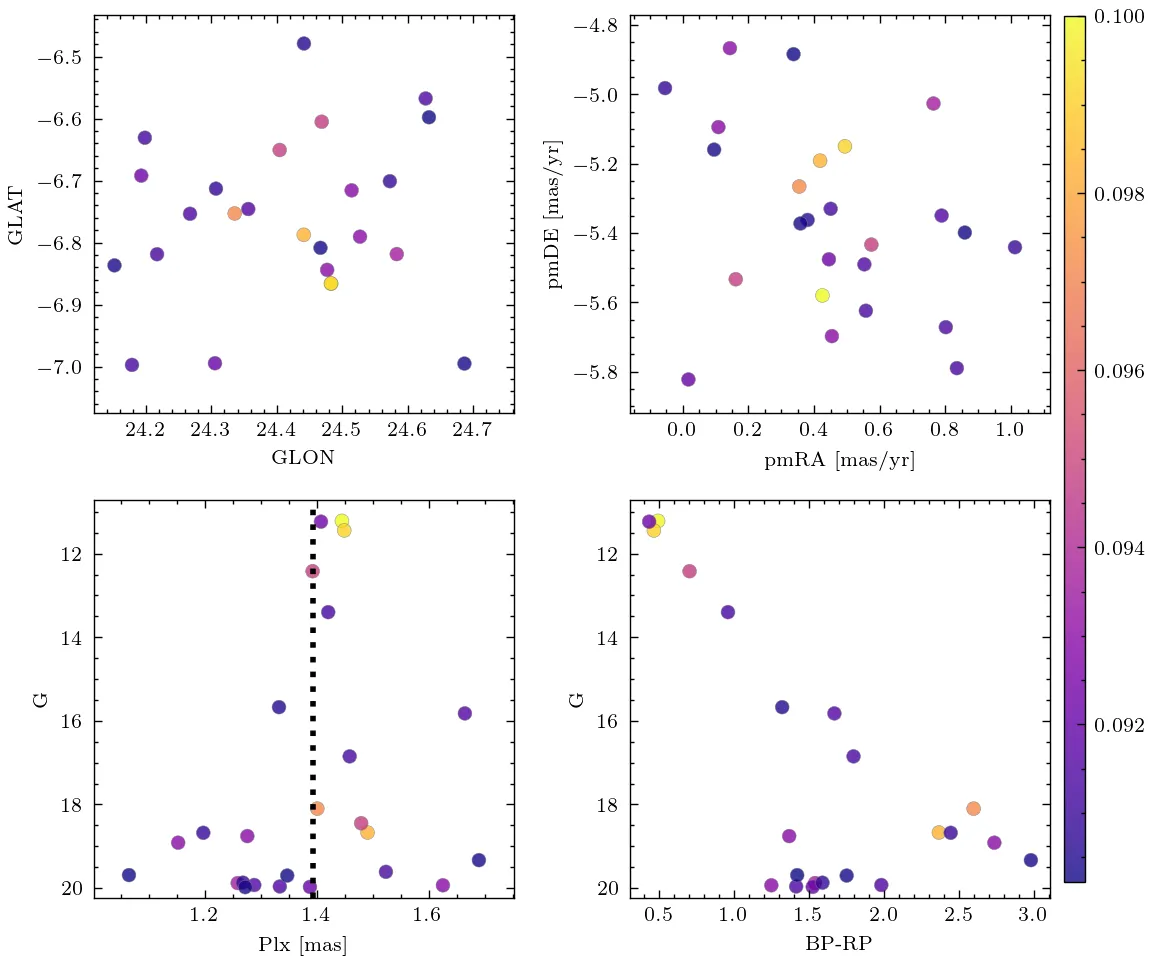 −6.5
−6.6
−6.7
−6.8
−6.9
−7.0
24.2 24.3 24.4 24.5 24.6 24.7
GLON
GLAT
−4.8
−5.0
−5.2
−5.4
−5.6
−5.8
0.0 0.2 0.4 0.6 0.8 1.0
pmRA [mas/yr]
pmDE [mas/yr]
12
14
16
18
20
1.2 1.4 1.6
Plx [mas]
G
12
14
16
18
20
0.5 1.0 1.5 2.0 2.5 3.0
BP-RP
G
0.100
0.098
0.096
0.094
0.092